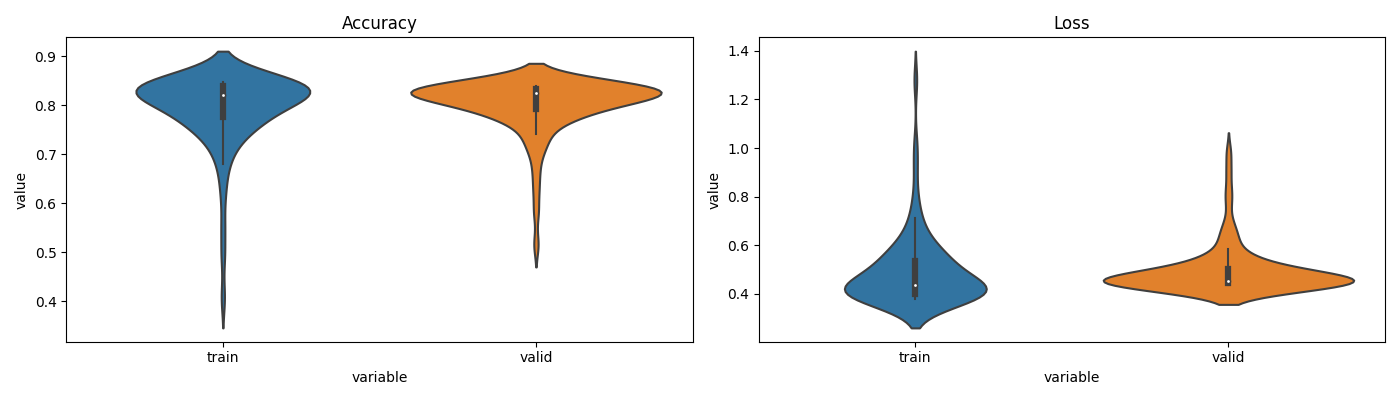 Accuracy
0.9
0.8
0.7
0.6
0.5
0.4
value
train
valid
variable
Loss
1.4
1.2
1.0
0.8
0.6
0.4
value
train
valid
variable